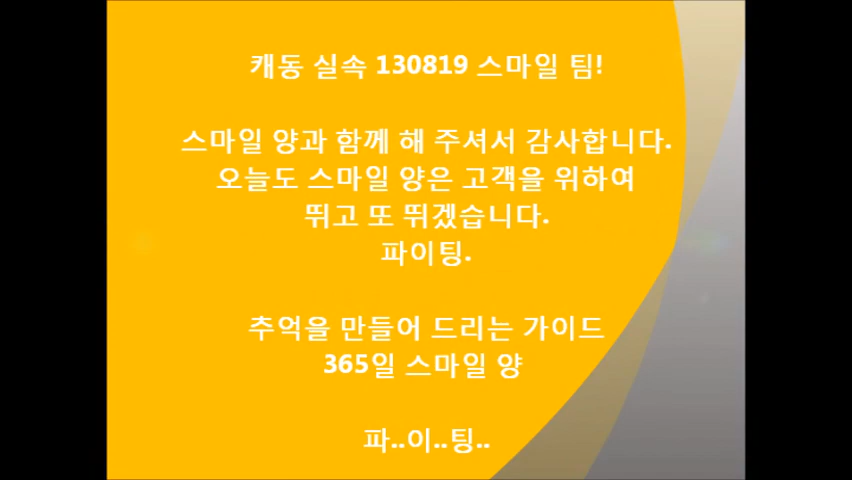 캐동 실속 130819 스마일 팀!
스마일 양과 함께 해 주셔서 감사합니다.
오늘도 스마일 양은 고객을 위하여
뛰고 또 뛰겠습니다.
파이팅.
추억을 만들어 드리는 가이드
365일 스마일 양
파..이..팅..